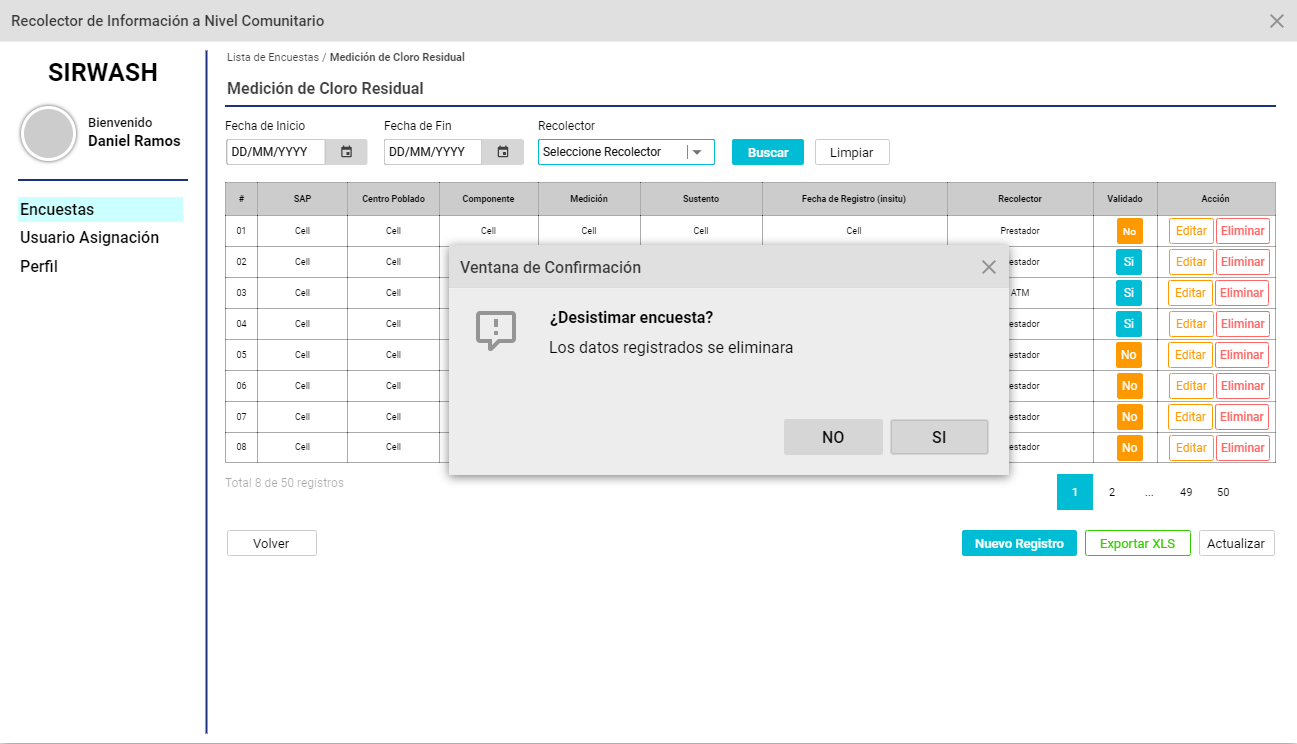 Recolector de Información a Nivel Comunitario
SIRWASH
Bienvenido
Daniel Ramos
Encuestas
Usuario Asignación
Perfil
Lista de Encuestas / Medición de Cloro Residual
Medición de Cloro Residual
Fecha de Inicio Fecha de Fin Recolector
DD/MM/YYYY DD/MM/YYYY Seleccione Recolector Buscar Limpiar
# SAP Centro Poblado Componente Medición Sustento Fecha de Registro (insitu) Recolector Validado Acción
01 Cell Cell Cell Cell Cell Cell Prestador No Editar Eliminar
02 Cell Cell estador Si Editar Eliminar
03 Cell Cell ATM Si Editar Eliminar
04 Cell Cell estador Si Editar Eliminar
05 Cell Cell estador No Editar Eliminar
06 Cell Cell estador No Editar Eliminar
07 Cell Cell estador No Editar Eliminar
08 Cell Cell estador No Editar Eliminar
Ventana de Confirmación
¿Desistimar encuesta?
Los datos registrados se eliminara
NO SI
Total 8 de 50 registros
1 2 ... 49 50
Volver Nuevo Registro Exportar XLS Actualizar